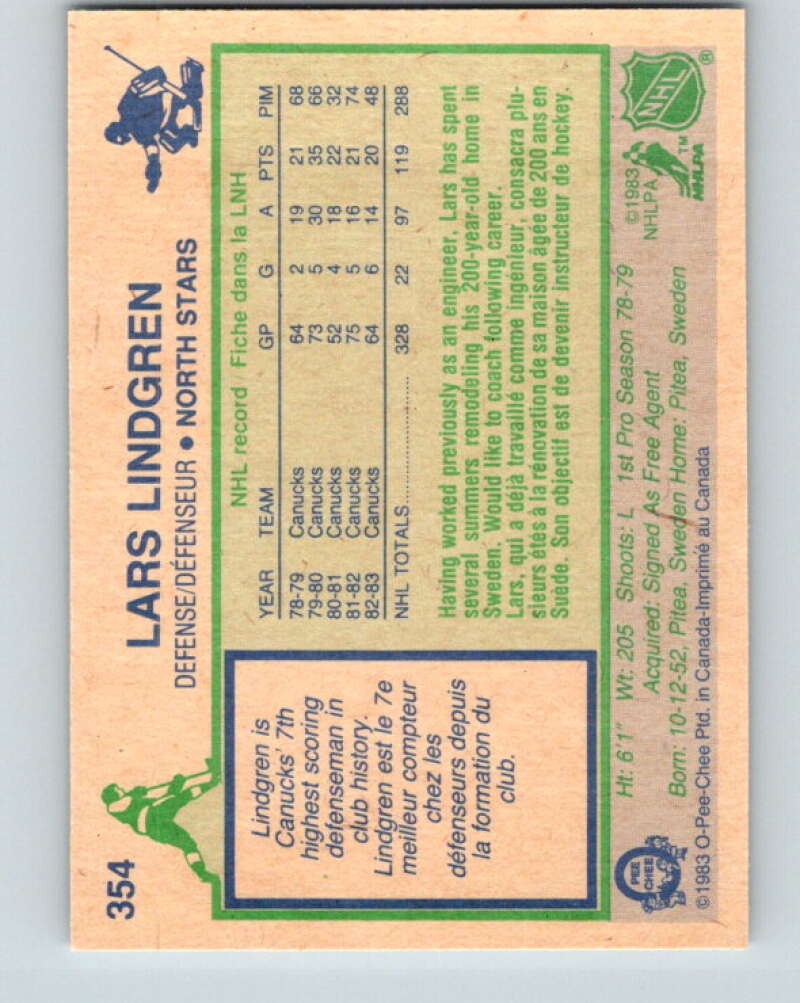 354
LARS LINDGREN
DEFENSE/DÉFENSEUR • NORTH STARS
Lindgren is
Canucks' 7th
highest scoring
defenseman in
club history.
Lindgren est le 7e
meilleur compteur
chez les
défenseurs depuis
la formation du
club.
NHL record Fiche dans la LNH
YEAR TEAM GP G A PTS PIM
78-79 Canucks 64 2 19 21 68
79-80 Canucks 73 5 30 35 66
80-81 Canucks 52 4 18 22 32
81-82 Canucks 75 5 16 21 74
82-83 Canucks 64 6 14 20 48
NHL TOTALS.................... 328 22 97 119 288
Having worked previously as an engineer, Lars has spent
several summers remodeling his 200-year-old home in
Sweden. Would like to coach following career.
Lars, qui a déjà travaillé comme ingénieur, consacra plu-
sieurs étés à la rénovation de sa maison âgée de 200 ans en
Suède. Son objectif est de devenir instructeur de hockey.
Ht: 6'1" Wt: 205 Shoots: L 1st Pro Season 78-79
Acquired: Signed As Free Agent
Born: 10-12-52, Pitea, Sweden Home: Pitea, Sweden
©1983 O-Pee-Chee Ptd. in Canada-Imprimé au Canada
O
PEE
CHEE
©1983
NHLPA
NHL
®
TM
NHLPA